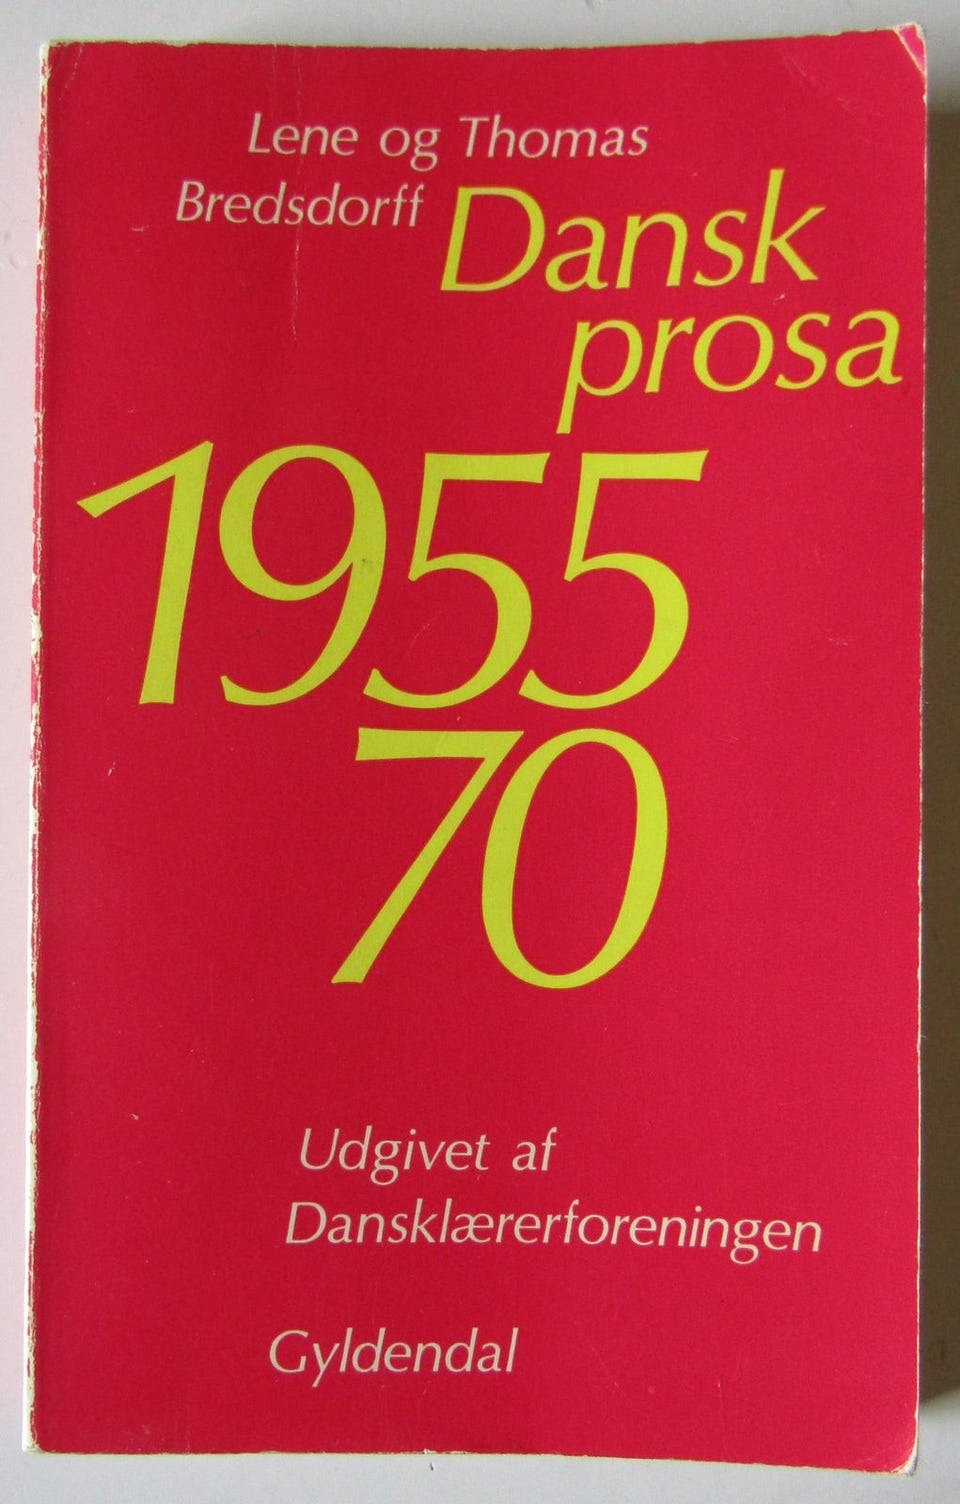 Lene og Thomas
Bredsdorff
Dansk
prosa
1955
70
Udgivet af
Dansklærerforeningen
Gyldendal